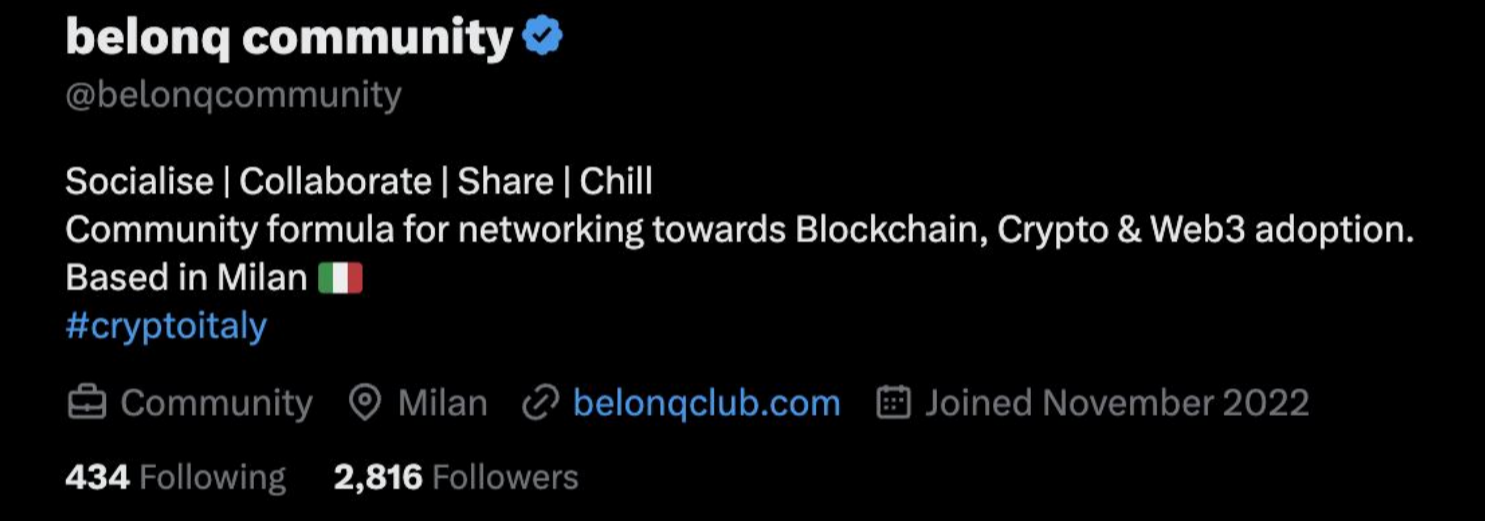 belonq community
@belonqcommunity
Socialise | Collaborate | Share | Chill
Community formula for networking towards Blockchain, Crypto & Web3 adoption.
Based in Milan 🇮🇹
#cryptoitaly
Community Milan belonqclub.com Joined November 2022
434 Following 2,816 Followers